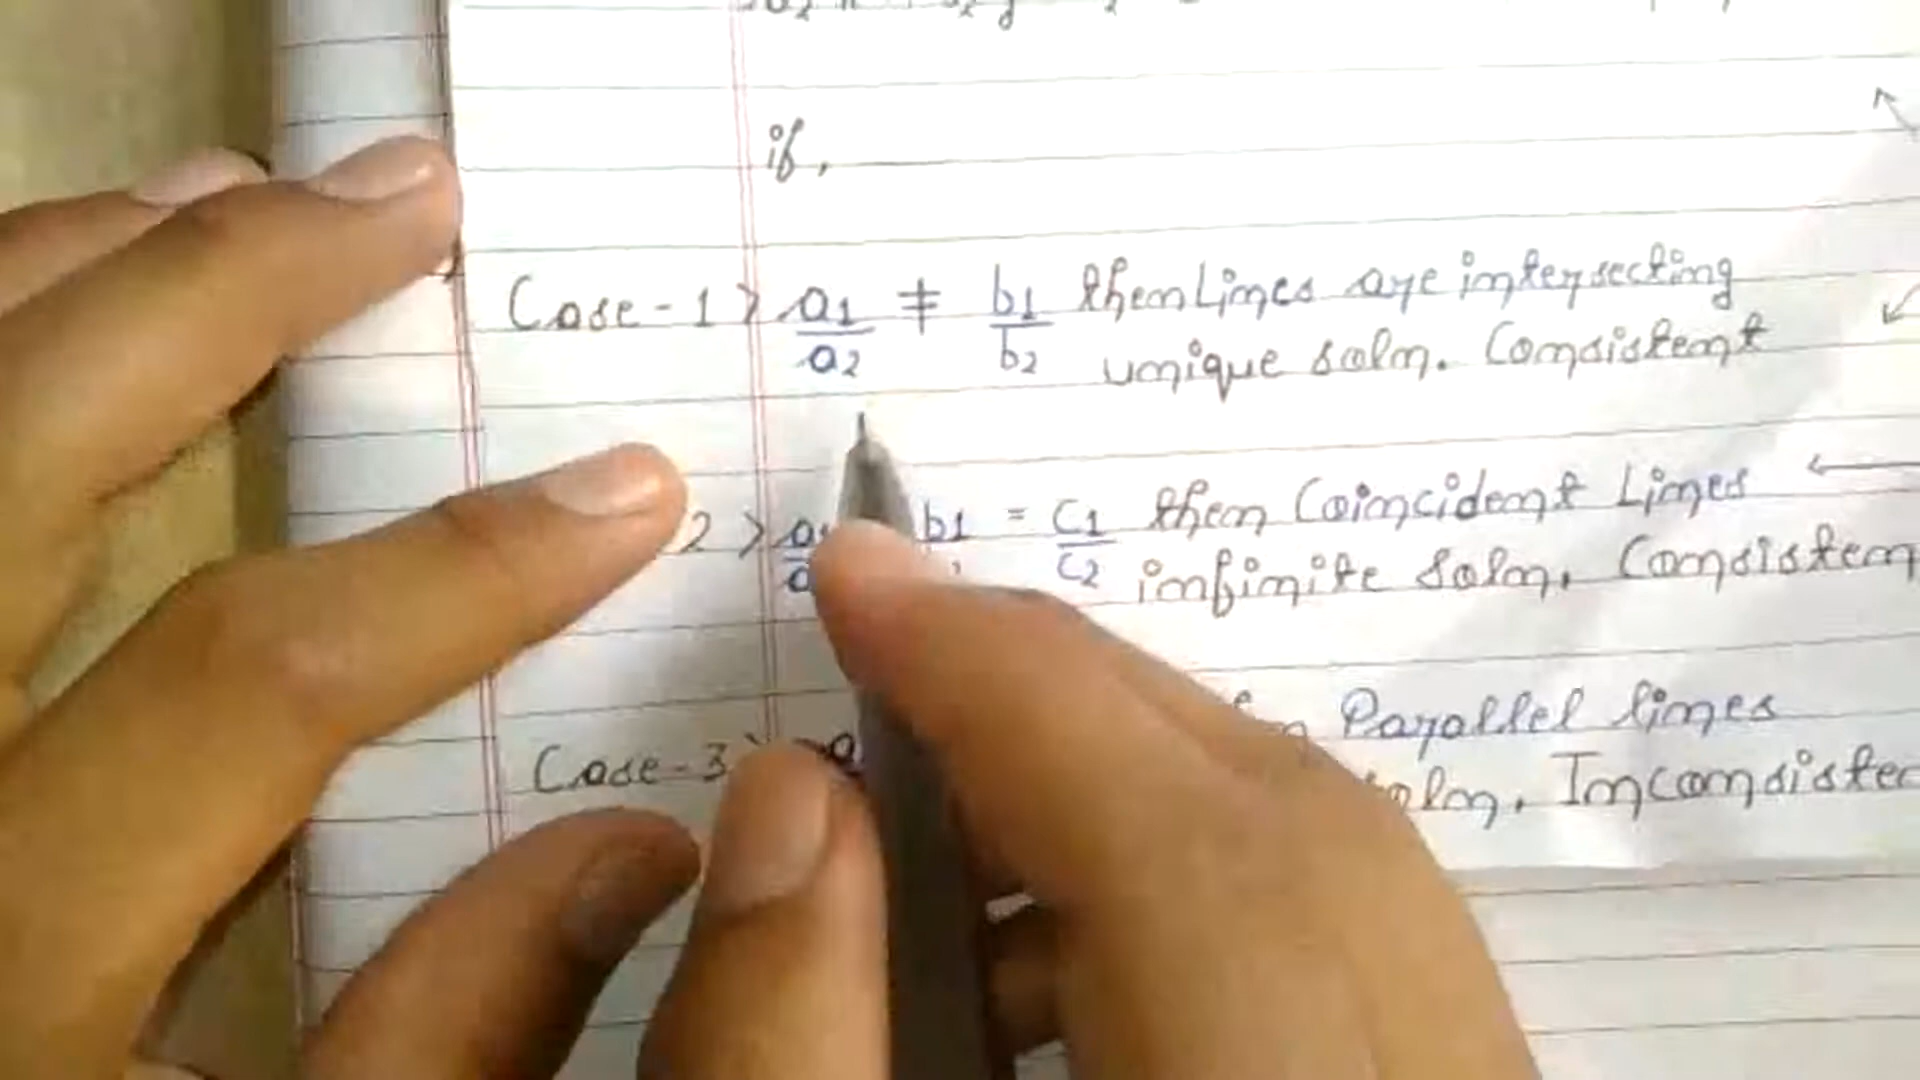 if,
Case-1> a1/a2 ≠ b1/b2 then Lines are intersecting
unique soln. Consistent
2> b1 = c1/c2 then Coincident Lines
infinite soln, Consisten
Case-3> a Parallel lines
soln, Inconsisten